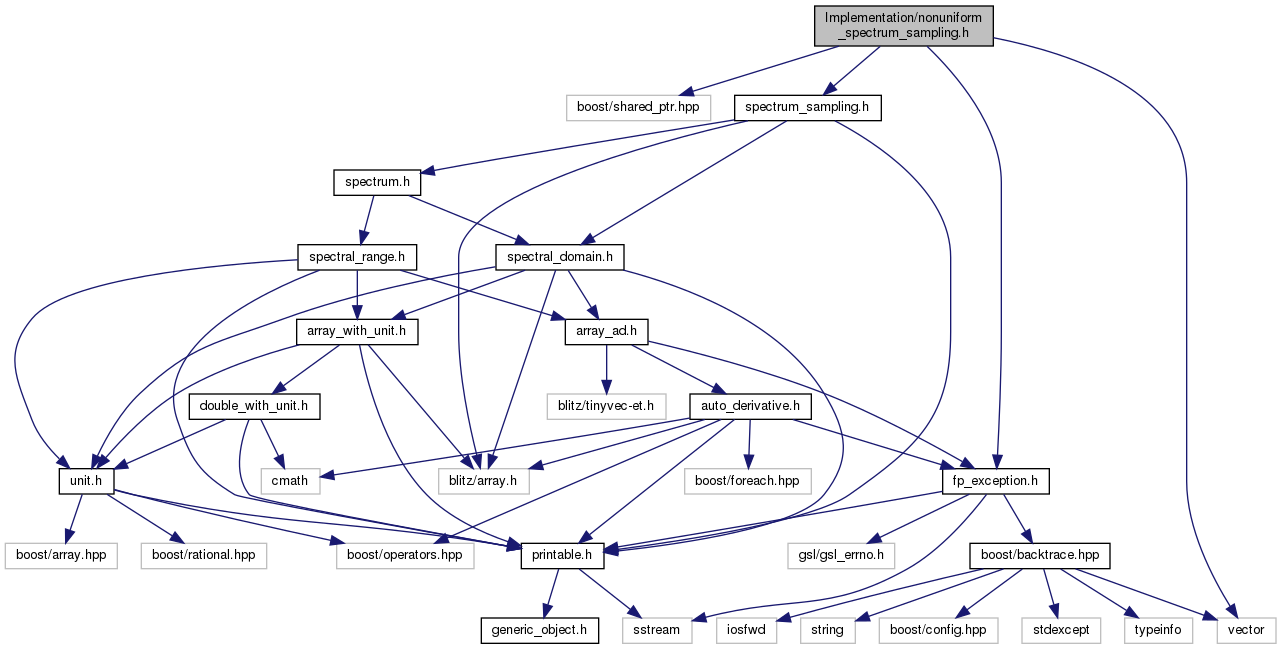 Implementation/nonuniform
_spectrum_sampling.h
boost/shared_ptr.hpp
spectrum_sampling.h
spectrum.h
spectral_range.h
spectral_domain.h
array_with_unit.h
array_ad.h
double_with_unit.h
blitz/tinyvec-et.h
auto_derivative.h
unit.h
cmath
blitz/array.h
boost/foreach.hpp
fp_exception.h
boost/array.hpp
boost/rational.hpp
boost/operators.hpp
printable.h
gsl/gsl_errno.h
boost/backtrace.hpp
generic_object.h
sstream
iosfwd
string
boost/config.hpp
stdexcept
typeinfo
vector